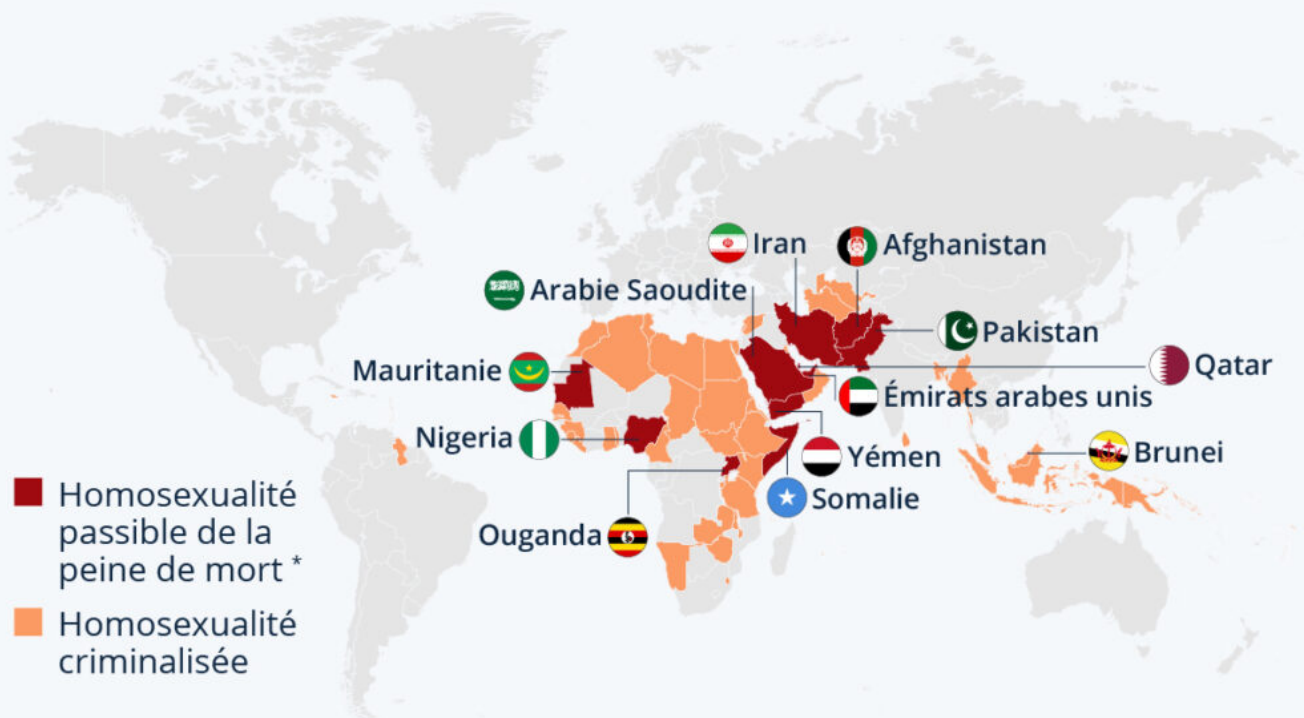 Iran
Afghanistan
Arabie Saoudite
Pakistan
Mauritanie
Qatar
Émirats arabes unis
Nigeria
Yémen
Brunei
Somalie
Ouganda
Homosexualité
passible de la
peine de mort *
Homosexualité
criminalisée